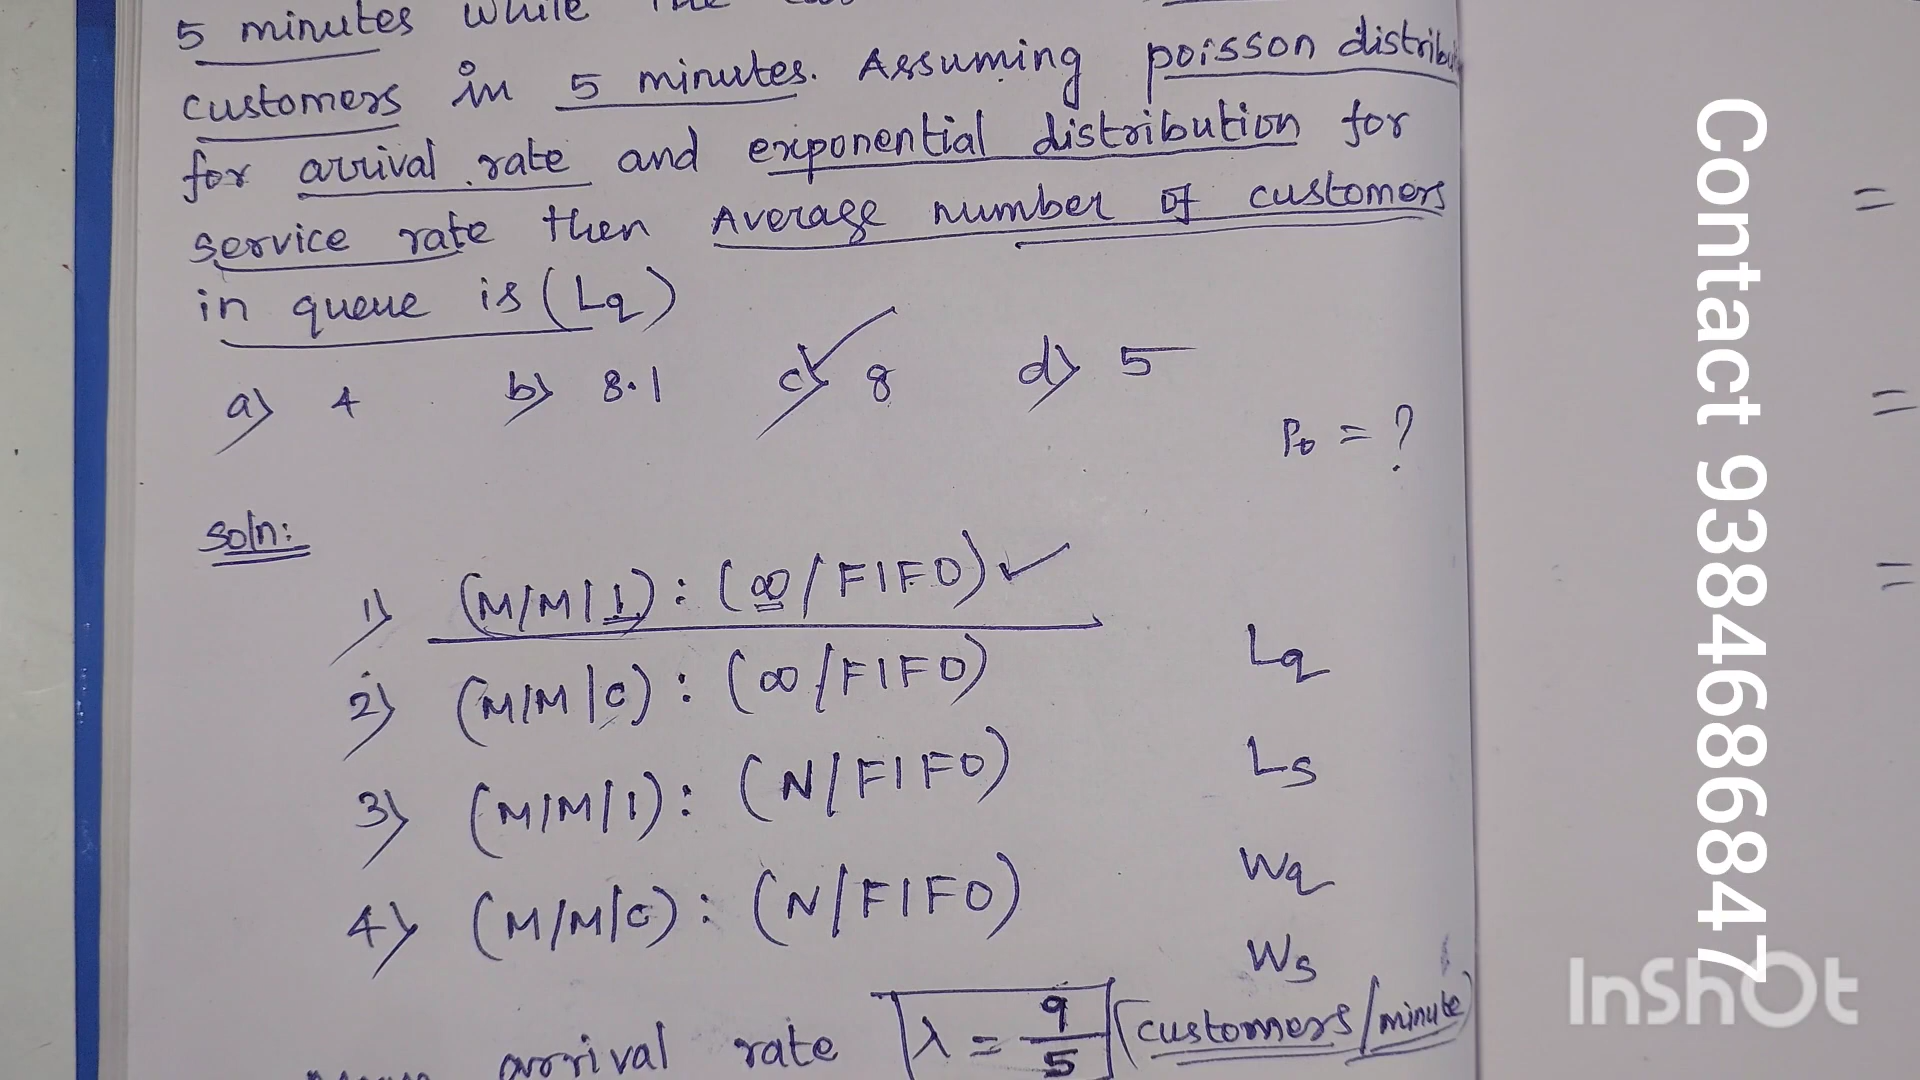 5 minutes while the
customers in 5 minutes. Assuming poisson distribu
for arrival rate and exponential distribution for
service rate then Average number of customers
in queue is (Lq)
a) 4 b) 8.1 c) 8 d) 5
P0 = ?
Soln:
1) (M/M/1) : (∞/FIFO) ✓
2) (M/M/C) : (∞/FIFO)
Lq
3) (M/M/1) : (N/FIFO)
Ls
4) (M/M/C) : (N/FIFO)
Wq
Ws
arrival rate λ = 9/5 (customers/minute)
=
=
=
Contact 9384686847
InShOt